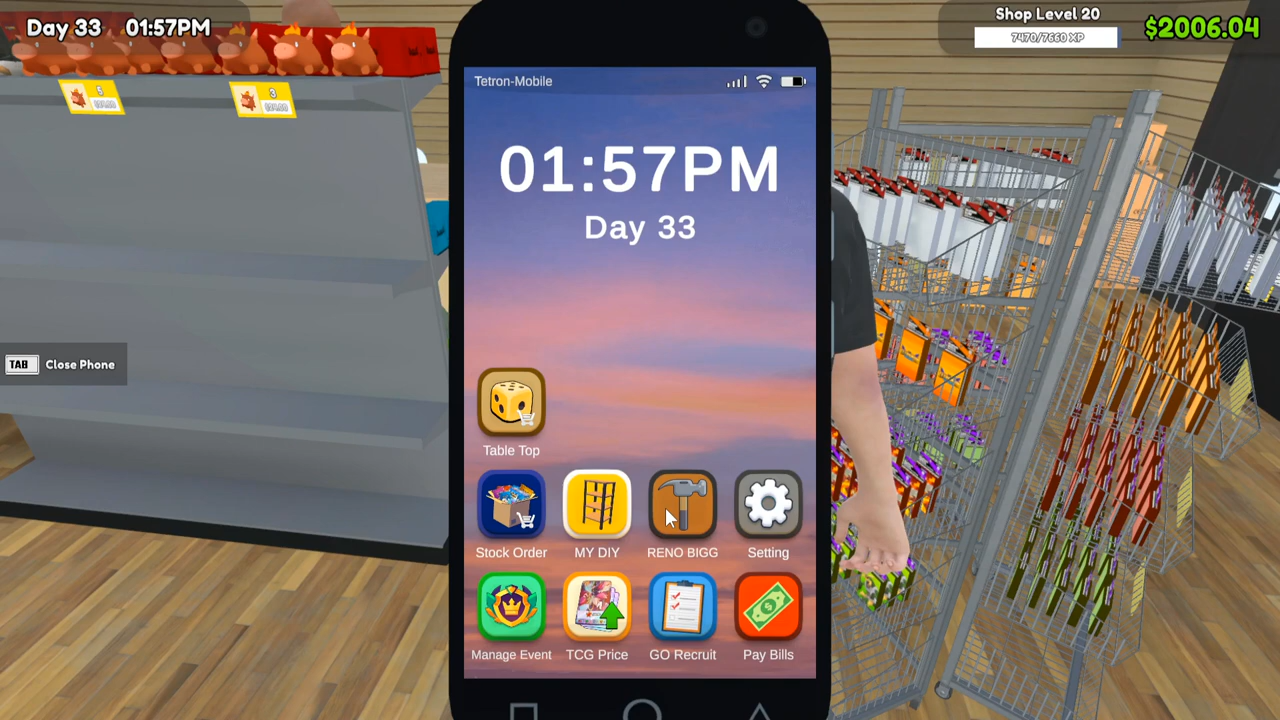 Day 33 01:57PM
Shop Level 20
7470/7660 XP
$2006.04
5
3
TAB Close Phone
Tetron-Mobile
01:57PM
Day 33
Table Top
Stock Order MY DIY RENO BIGG Setting
Manage Event TCG Price GO Recruit Pay Bills